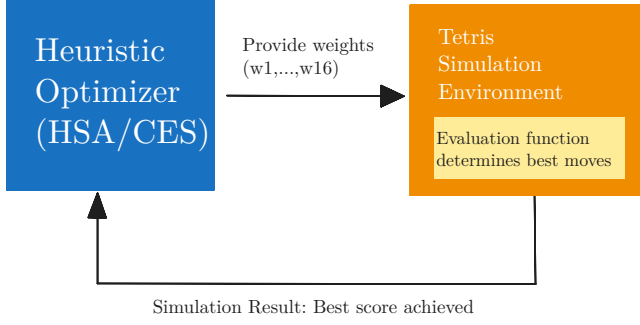 Heuristic
Optimizer
(HSA/CES)
Provide weights
(w1,...,w16)
Tetris
Simulation
Environment
Evaluation function
determines best moves
Simulation Result: Best score achieved